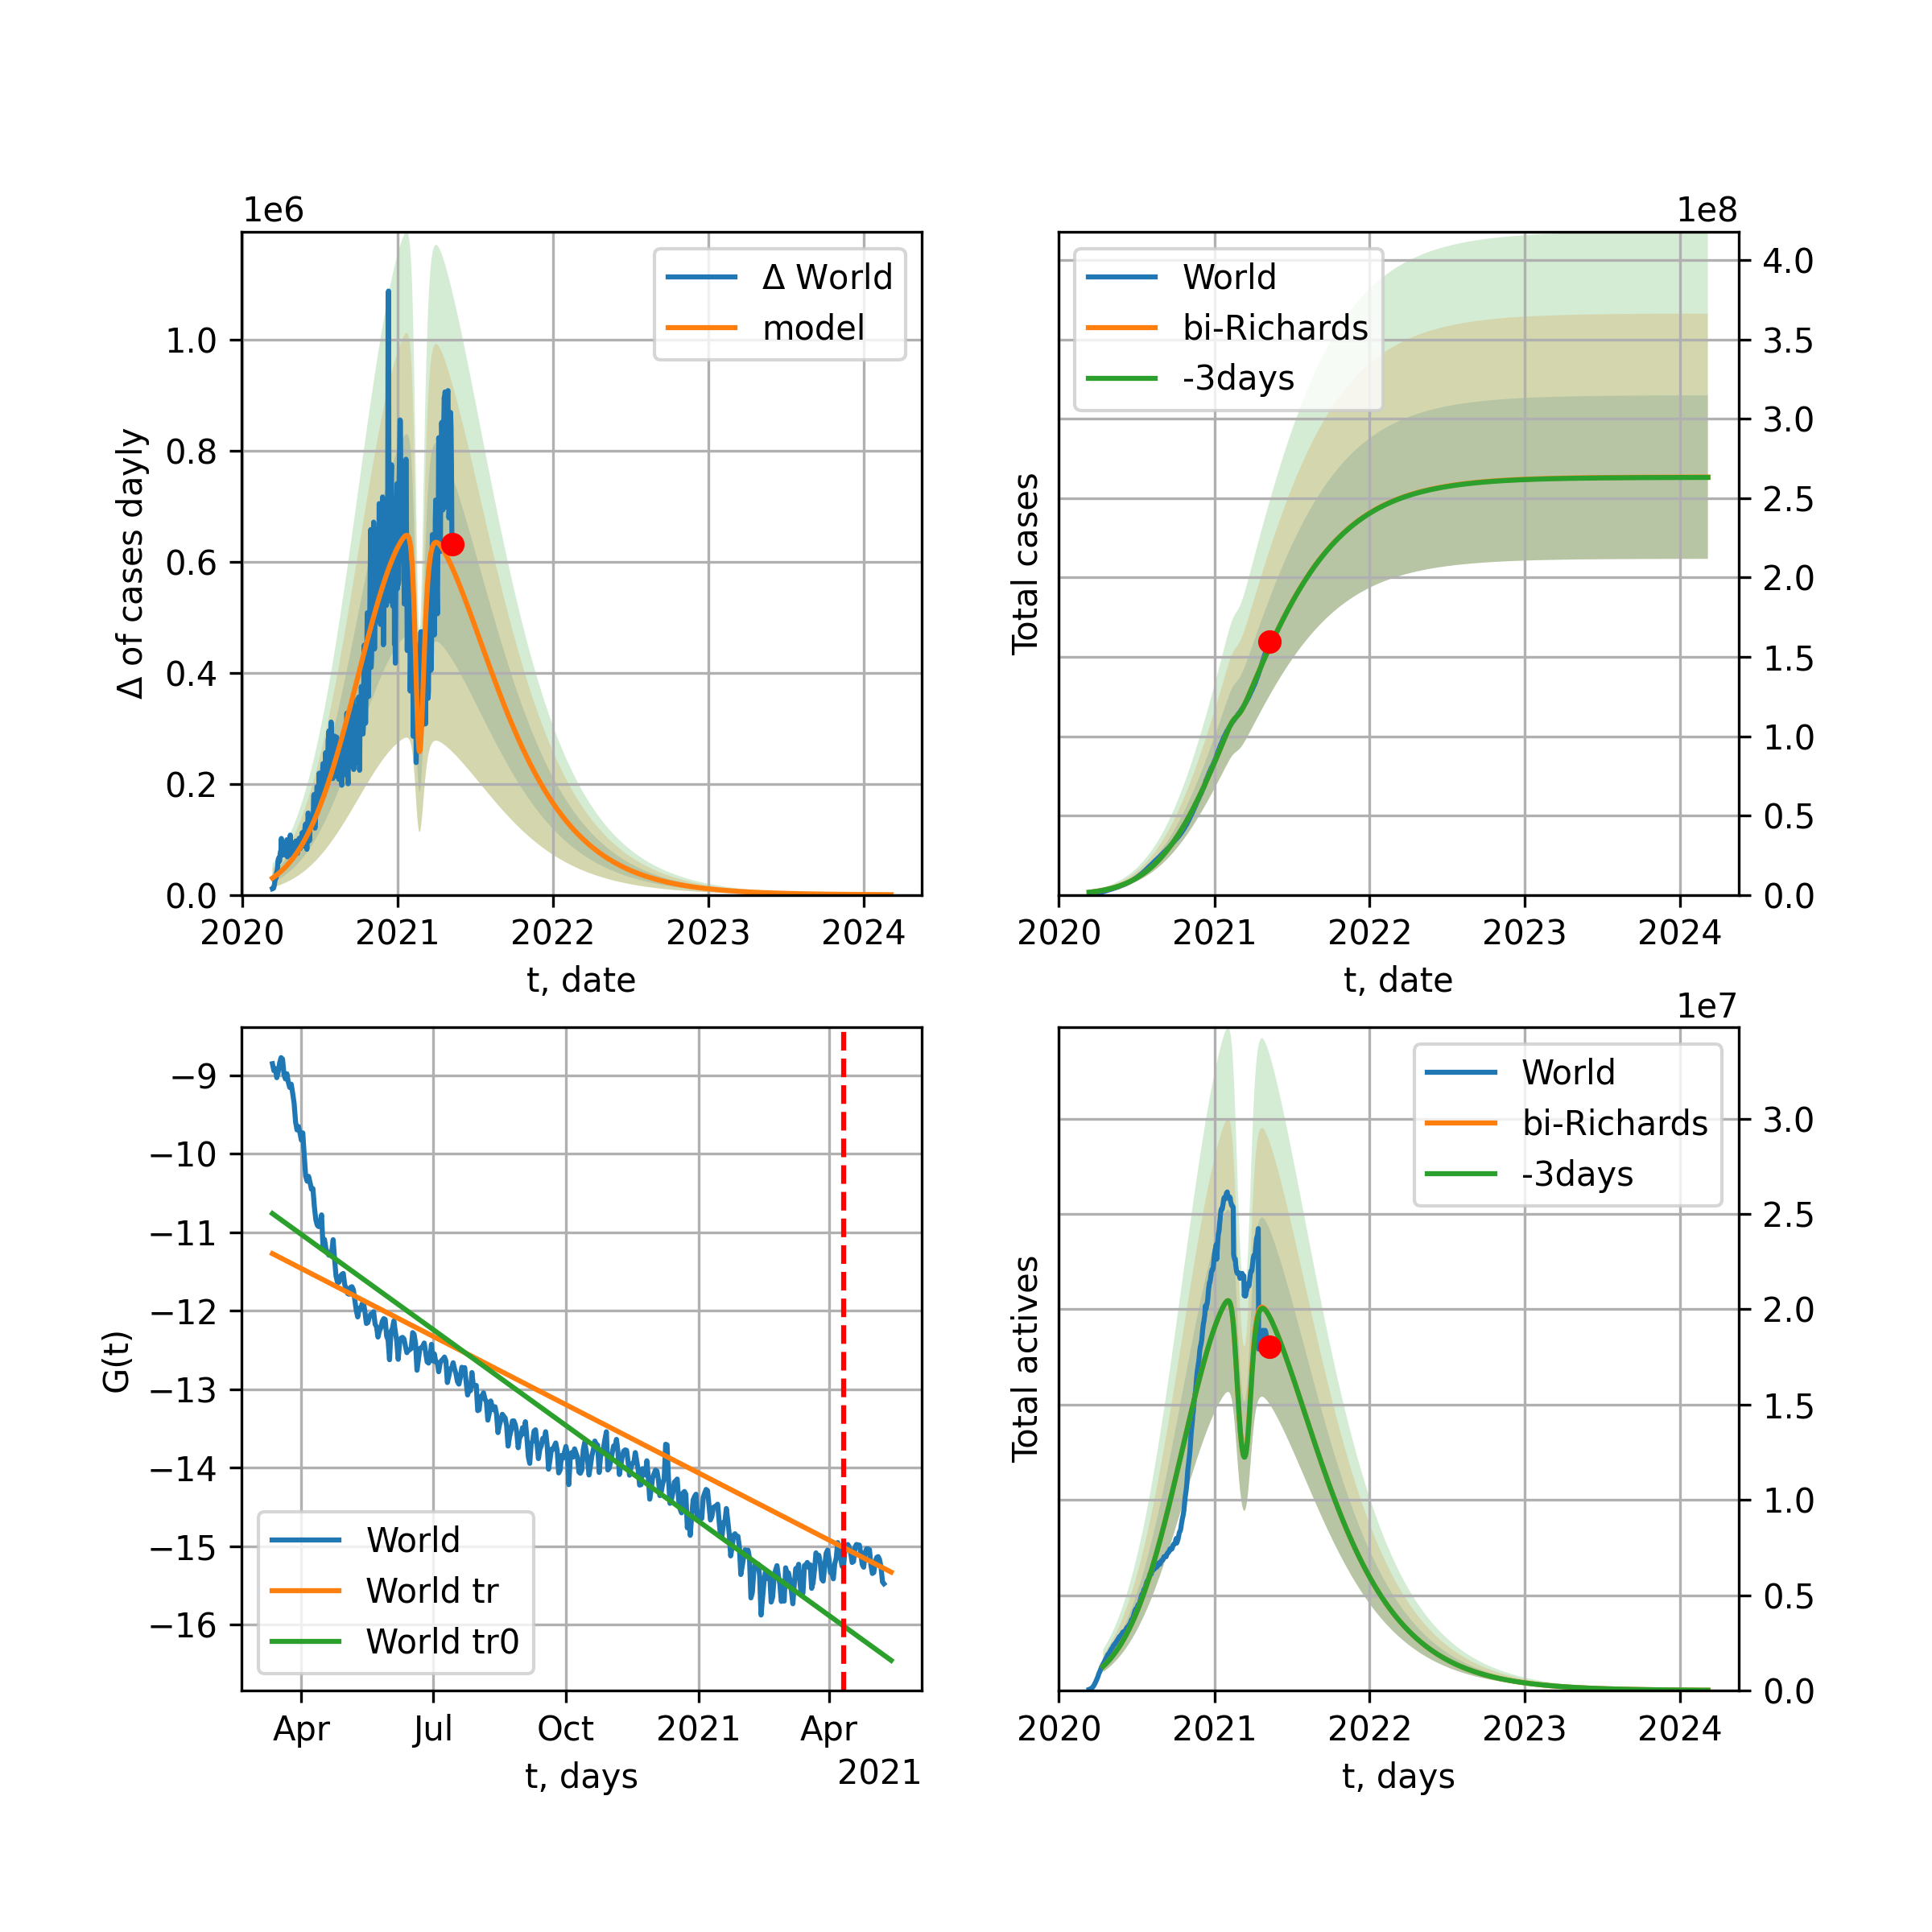 1e6
Δ of cases dayly
1.0
0.8
0.6
0.4
0.2
0.0
2020 2021 2022 2023 2024
t, date
Δ World
model
1e8
Total cases
World
bi-Richards
-3days
4.0
3.5
3.0
2.5
2.0
1.5
1.0
0.5
0.0
2020 2021 2022 2023 2024
t, date
G(t)
−9
−10
−11
−12
−13
−14
−15
−16
World
World tr
World tr0
Apr Jul Oct 2021 Apr
2021
t, days
1e7
Total actives
World
bi-Richards
-3days
3.0
2.5
2.0
1.5
1.0
0.5
0.0
2020 2021 2022 2023 2024
t, days